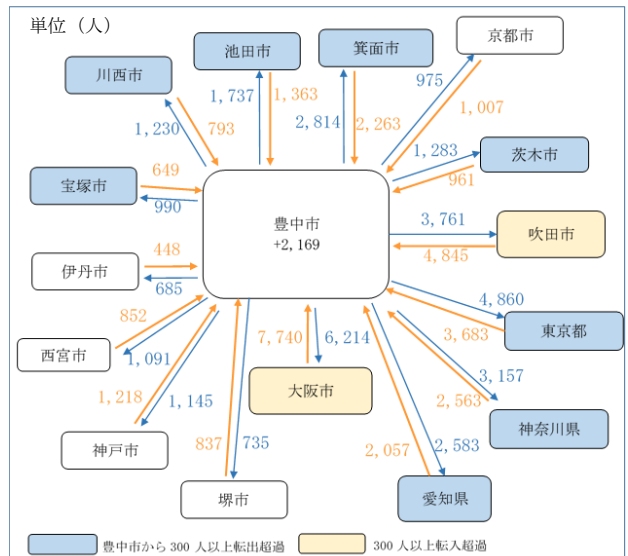 単位（人）
池田市
箕面市
京都市
川西市
975
1,737
1,363
2,814
2,263
1,007
1,230
793
1,283
茨木市
649
961
宝塚市
990
豊中市
+2,169
3,761
吹田市
4,845
448
伊丹市
685
4,860
852
東京都
3,683
7,740
6,214
西宮市
1,091
3,157
1,218
1,145
大阪市
2,563
神奈川県
837
735
2,057
2,583
神戸市
堺市
愛知県
豊中市から 300 人以上転出超過
300 人以上転入超過